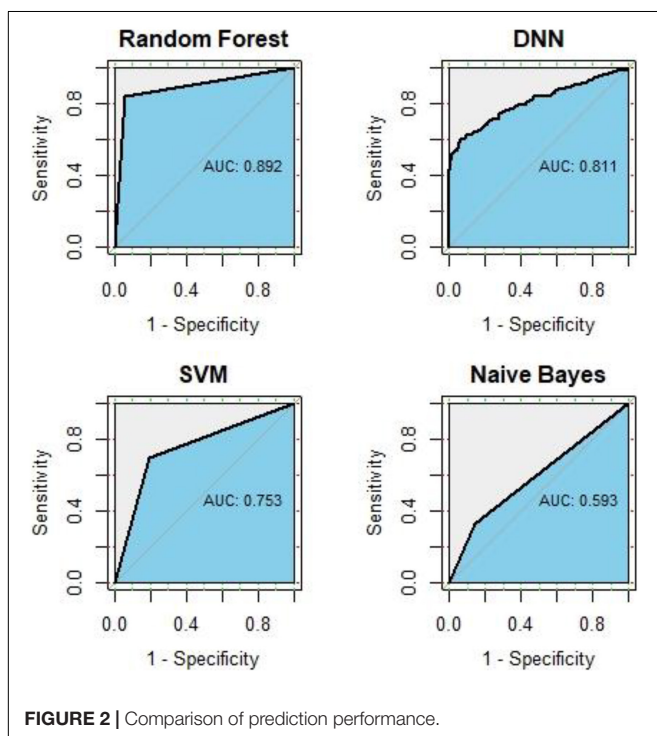 Random Forest
Sensitivity
0.0 0.4 0.8
AUC: 0.892
0.0 0.4 0.8
1 - Specificity
DNN
Sensitivity
0.0 0.4 0.8
AUC: 0.811
0.0 0.4 0.8
1 - Specificity
SVM
Sensitivity
0.0 0.4 0.8
AUC: 0.753
0.0 0.4 0.8
1 - Specificity
Naive Bayes
Sensitivity
0.0 0.4 0.8
AUC: 0.593
0.0 0.4 0.8
1 - Specificity
FIGURE 2 | Comparison of prediction performance.